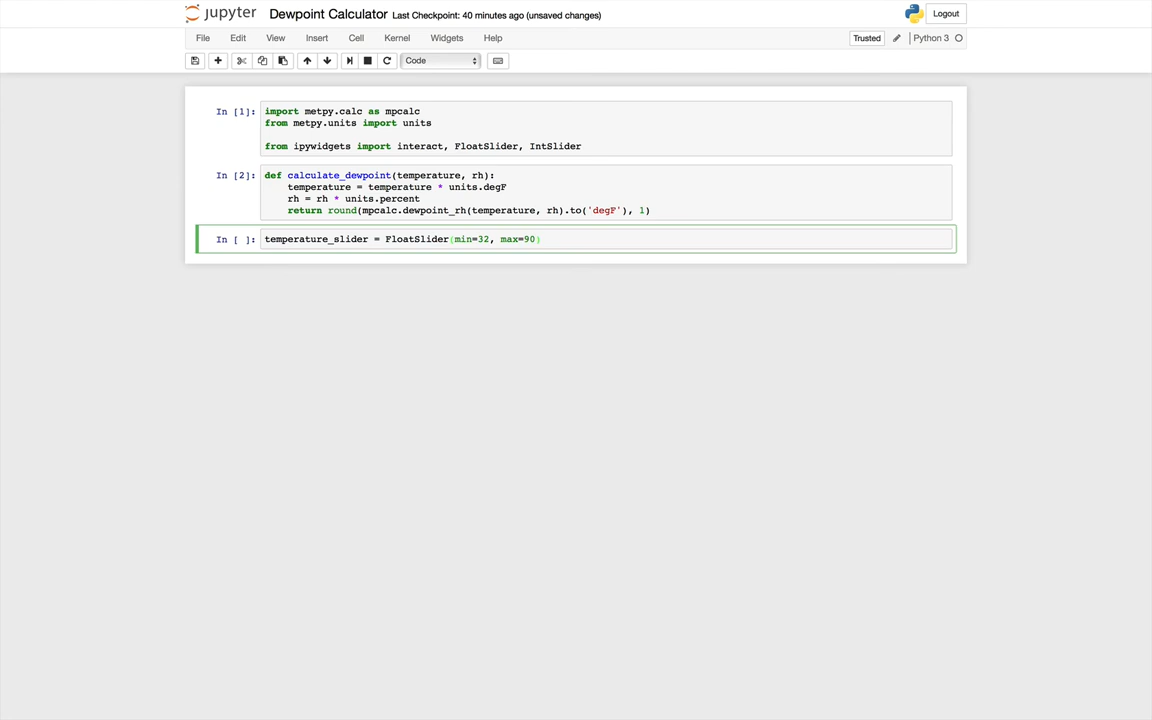 jupyter Dewpoint Calculator Last Checkpoint: 40 minutes ago (unsaved changes) Logout
File Edit View Insert Cell Kernel Widgets Help Trusted Python 3
Code
In [1]: import metpy.calc as mpcalc
from metpy.units import units
from ipywidgets import interact, FloatSlider, IntSlider
In [2]: def calculate_dewpoint(temperature, rh):
temperature = temperature * units.degF
rh = rh * units.percent
return round(mpcalc.dewpoint_rh(temperature, rh).to('degF'), 1)
In [ ]: temperature_slider = FloatSlider(min=32, max=90)